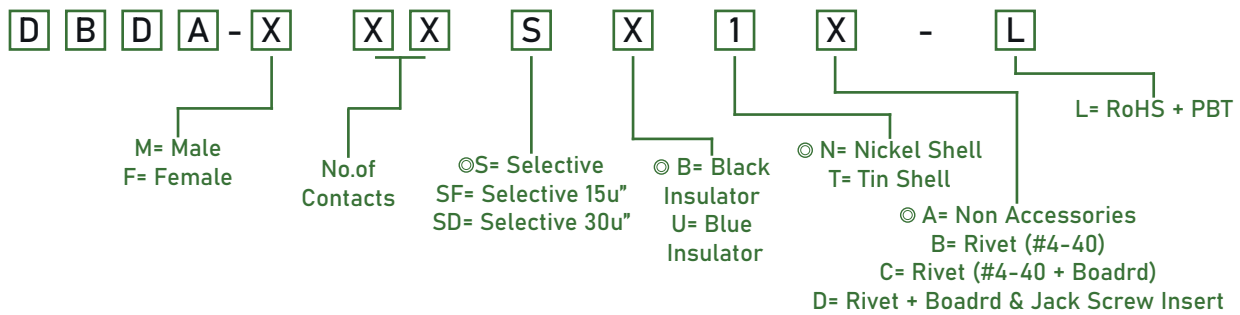 D B D A - X X X S X 1 X - L
M= Male
F= Female
No.of
Contacts
◎S= Selective
SF= Selective 15u"
SD= Selective 30u"
◎ B= Black
Insulator
U= Blue
Insulator
◎ N= Nickel Shell
T= Tin Shell
◎ A= Non Accessories
B= Rivet (#4-40)
C= Rivet (#4-40 + Boadrd)
D= Rivet + Boadrd & Jack Screw Insert
L= RoHS + PBT